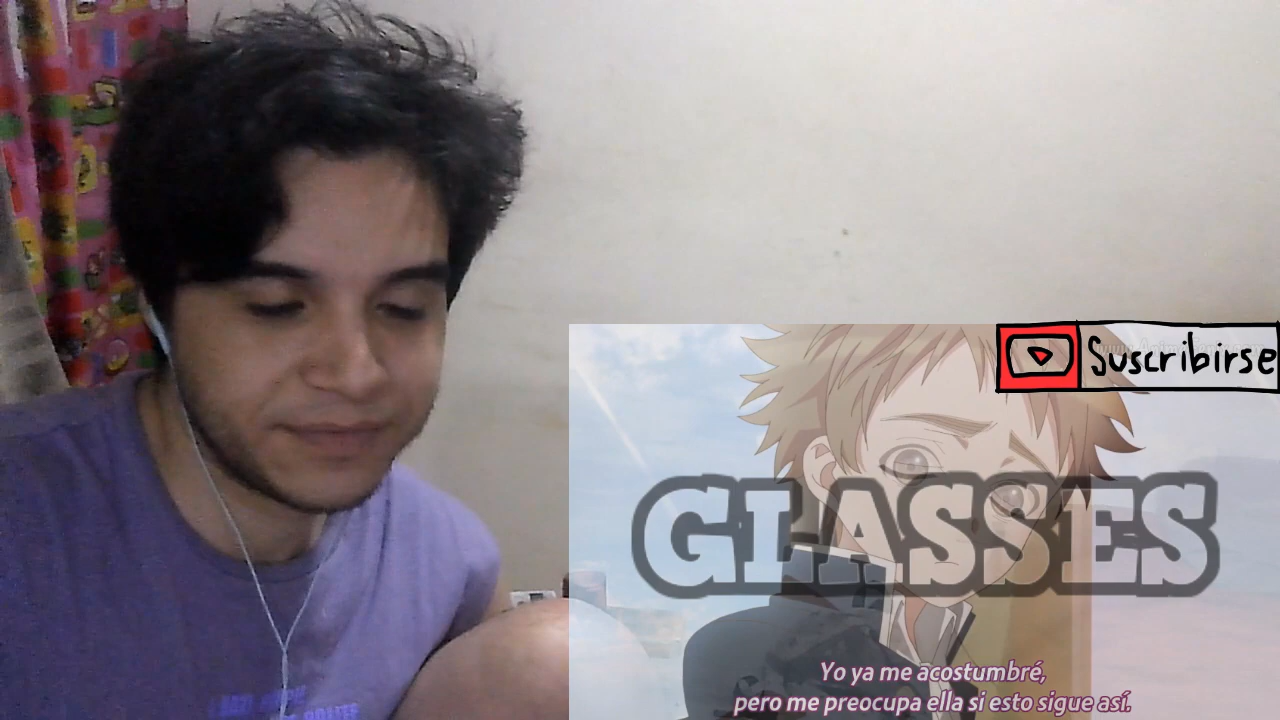 Suscribirse
GLASSES
Yo ya me acostumbré,
pero me preocupa ella si esto sigue así.